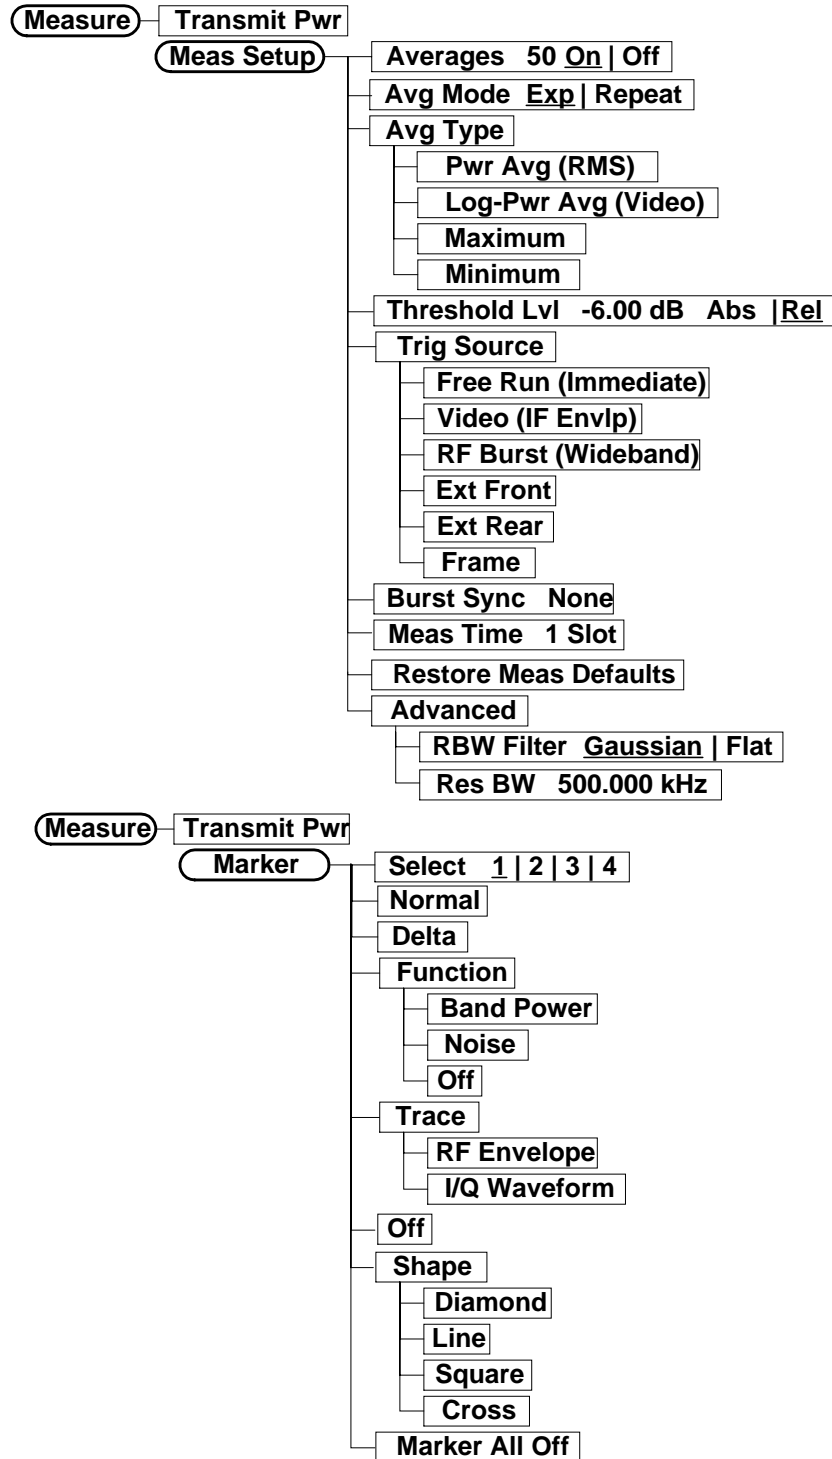 Measure Transmit Pwr
Meas Setup Averages 50 On | Off
Avg Mode Exp | Repeat
Avg Type
Pwr Avg (RMS)
Log-Pwr Avg (Video)
Maximum
Minimum
Threshold Lvl -6.00 dB Abs | Rel
Trig Source
Free Run (Immediate)
Video (IF Envlp)
RF Burst (Wideband)
Ext Front
Ext Rear
Frame
Burst Sync None
Meas Time 1 Slot
Restore Meas Defaults
Advanced
RBW Filter Gaussian | Flat
Res BW 500.000 kHz
Measure Transmit Pwr
Marker Select 1 | 2 | 3 | 4
Normal
Delta
Function
Band Power
Noise
Off
Trace
RF Envelope
I/Q Waveform
Off
Shape
Diamond
Line
Square
Cross
Marker All Off